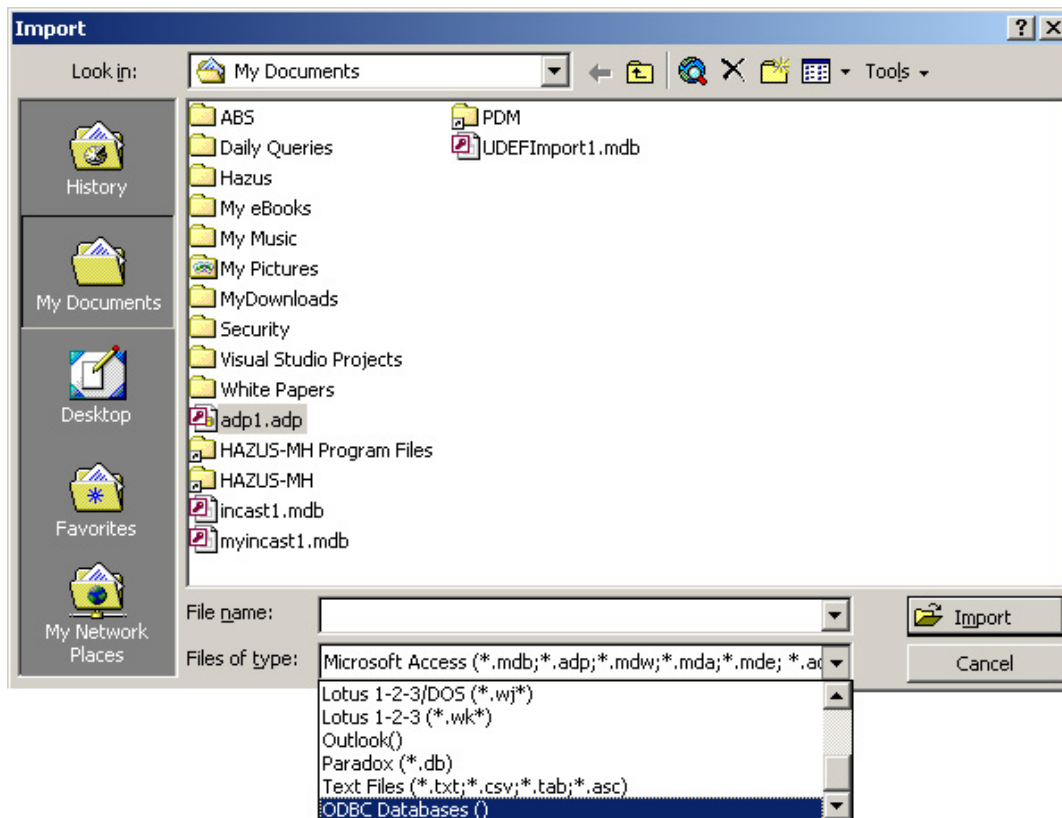 Import
Look in:
My Documents
Tools
History
My Documents
Desktop
Favorites
My Network
Places
ABS
Daily Queries
Hazus
My eBooks
My Music
My Pictures
MyDownloads
Security
Visual Studio Projects
White Papers
adp1.adp
HAZUS-MH Program Files
HAZUS-MH
incast1.mdb
myincast1.mdb
PDM
UDEFImport1.mdb
File name:
Import
Files of type:
Microsoft Access (*.mdb;*.adp;*.mdw;*.mda;*.mde; *.ac
Cancel
Lotus 1-2-3/DOS (*.wj*)
Lotus 1-2-3 (*.wk*)
Outlook()
Paradox (*.db)
Text Files (*.txt;*.csv;*.tab;*.asc)
ODBC Databases ()